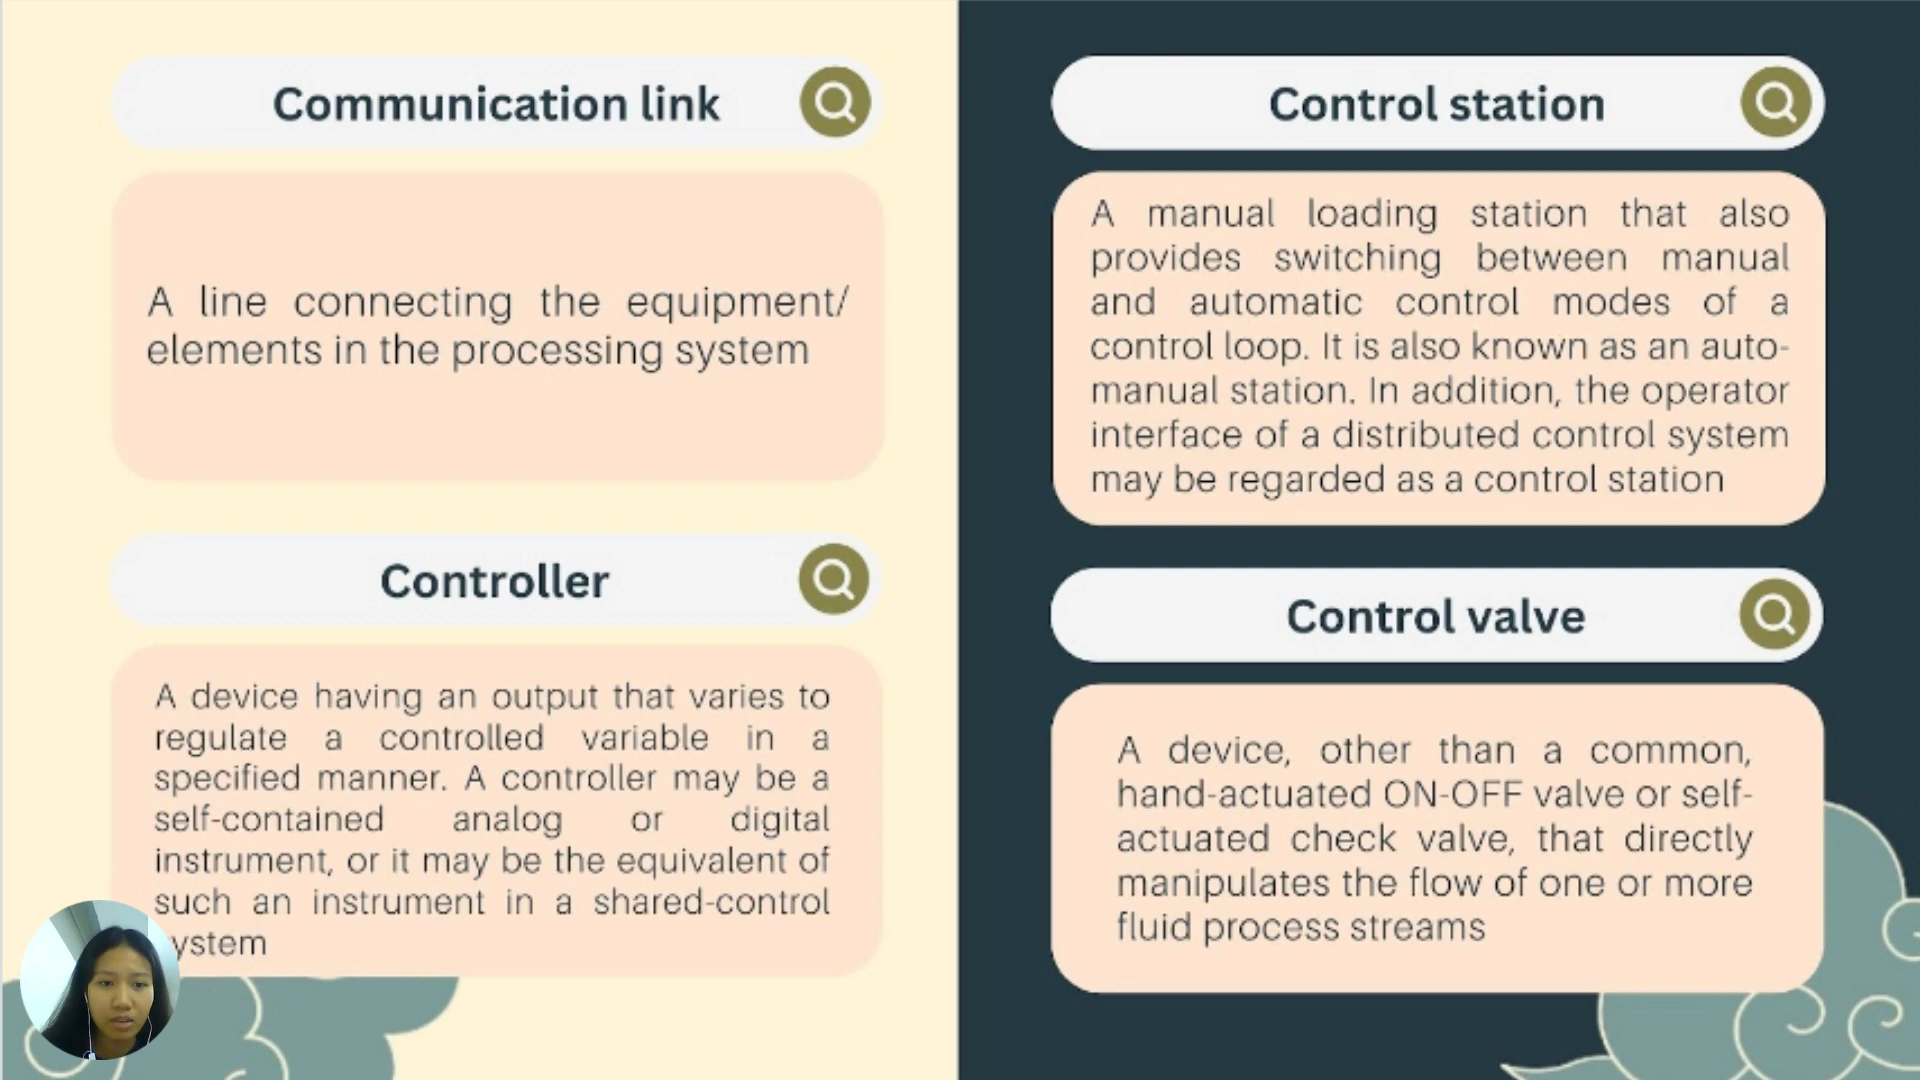 Communication link
A line connecting the equipment/
elements in the processing system
Controller
A device having an output that varies to
regulate a controlled variable in a
specified manner. A controller may be a
self-contained analog or digital
instrument, or it may be the equivalent of
such an instrument in a shared-control
ystem
Control station
A manual loading station that also
provides switching between manual
and automatic control modes of a
control loop. It is also known as an auto-
manual station. In addition, the operator
interface of a distributed control system
may be regarded as a control station
Control valve
A device, other than a common,
hand-actuated ON-OFF valve or self-
actuated check valve, that directly
manipulates the flow of one or more
fluid process streams